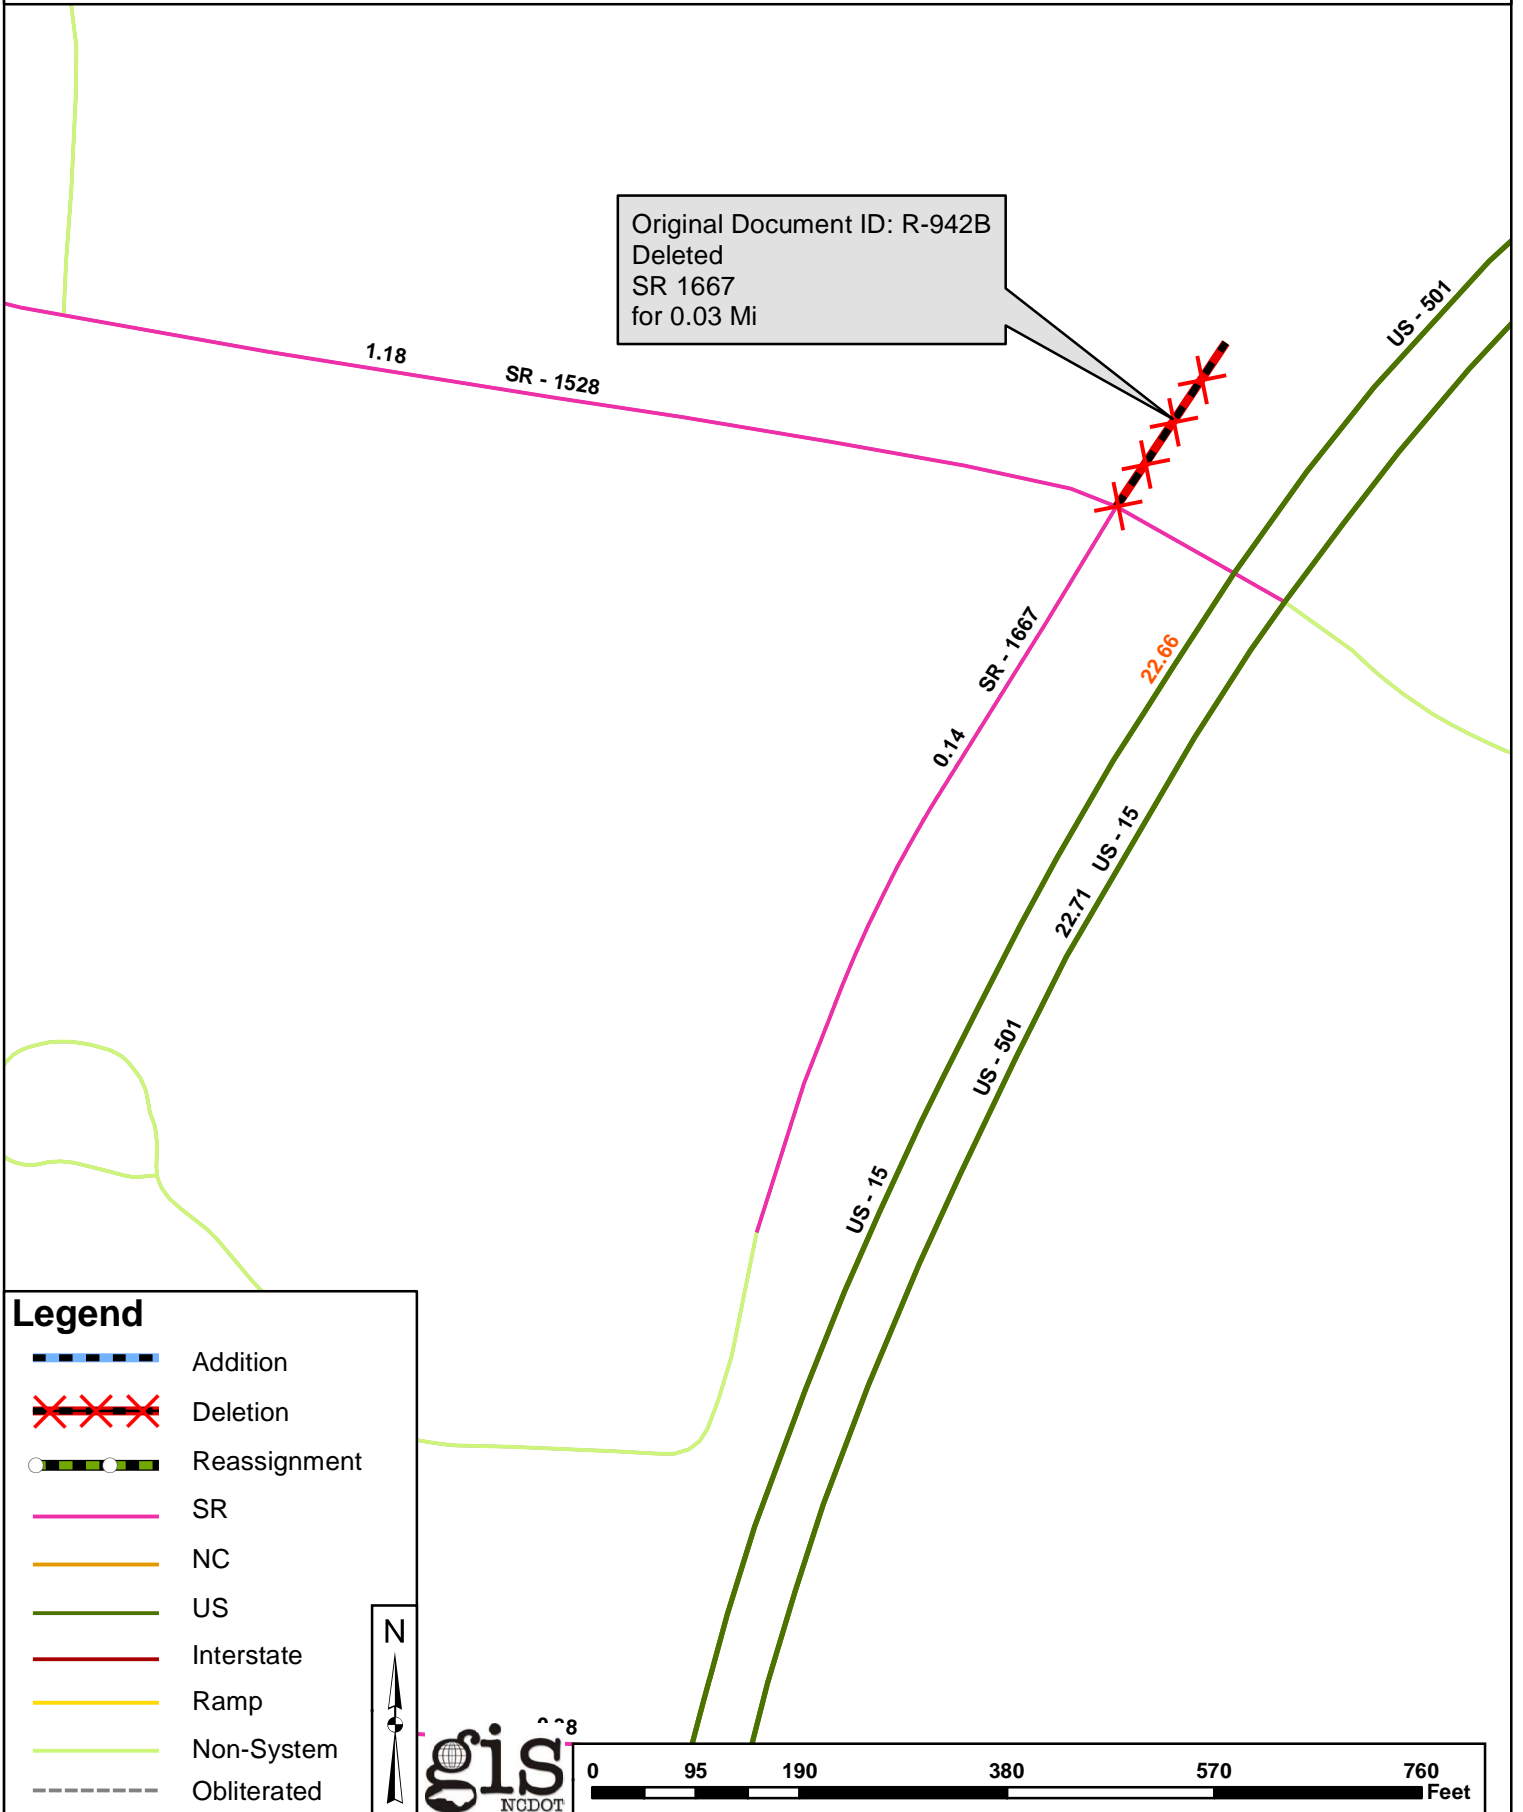 Original Document ID: R-942B
Deleted
SR 1667
for 0.03 Mi
US - 501
1.18
SR - 1528
SR - 1667
22.66
0.14
US - 15
22.71
US - 501
US - 15
Legend
Addition
Deletion
Reassignment
SR
NC
US
Interstate
Ramp
Non-System
Obliterated
N
gis
NCDOT
0 95 190 380 570 760
Feet